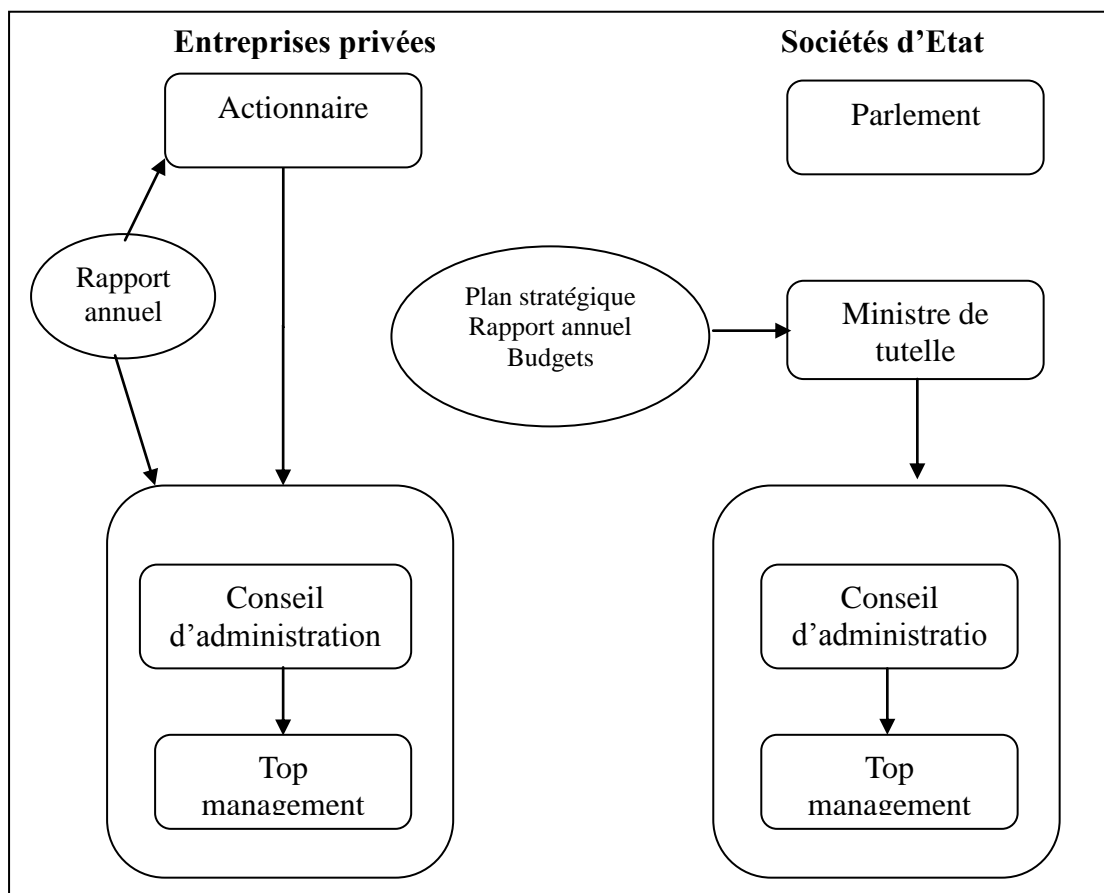 Entreprises privées
Sociétés d’Etat
Actionnaire
Parlement
Rapport
annuel
Plan stratégique
Rapport annuel
Budgets
Ministre de
tutelle
Conseil
d’administration
Conseil
d’administratio
Top
management
Top
management